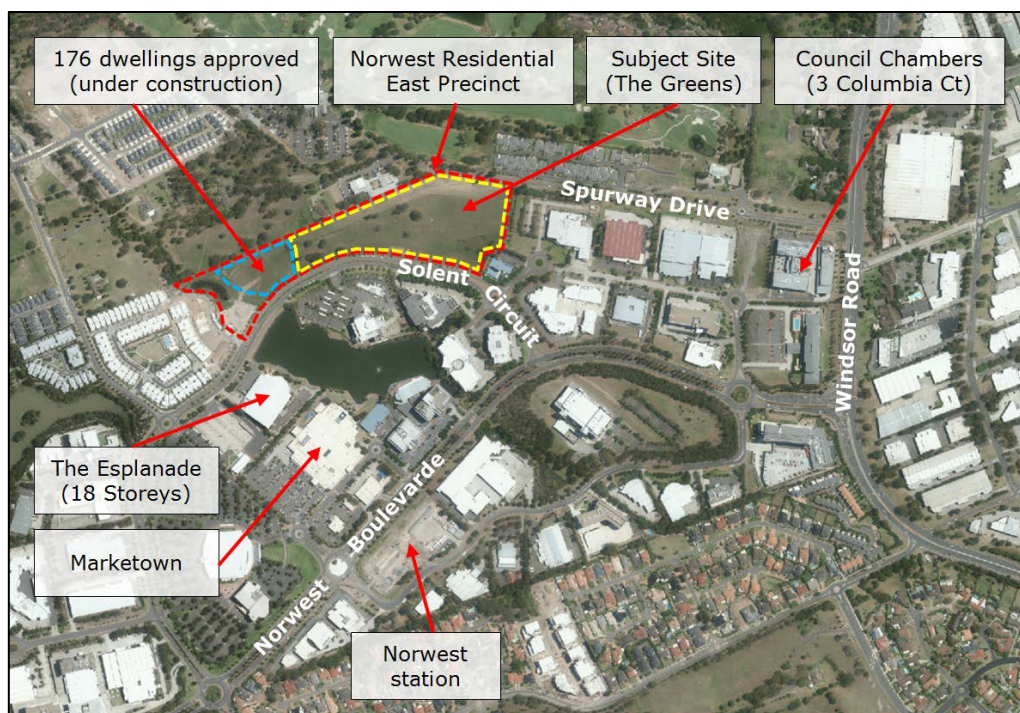 176 dwellings approved
(under construction)
Norwest Residential
East Precinct
Subject Site
(The Greens)
Council Chambers
(3 Columbia Ct)
Spurway Drive
Solent
Circuit
Windsor Road
The Esplanade
(18 Storeys)
Marketown
Boulevarde
Norwest
Norwest
station